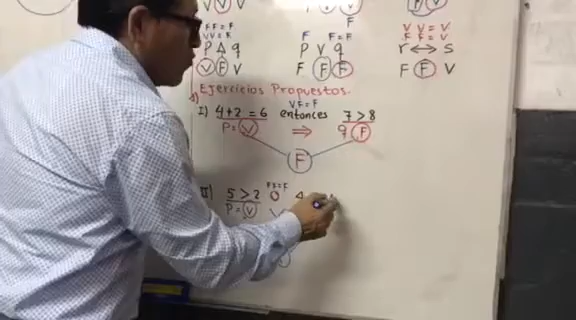 V V V
V V
F
F V
F F = F
V V = F
P Δ q
V F V
F F = F
P V q
F F F
V V = V
F F = V
r ↔ s
F F V
Ejercicios Propuestos.
I) 4 + 2 = 6 entonces 7 > 8
V F = F
P = V ⇒ q F
F
II) 5 > 2 O 4
F F = F
P = V V